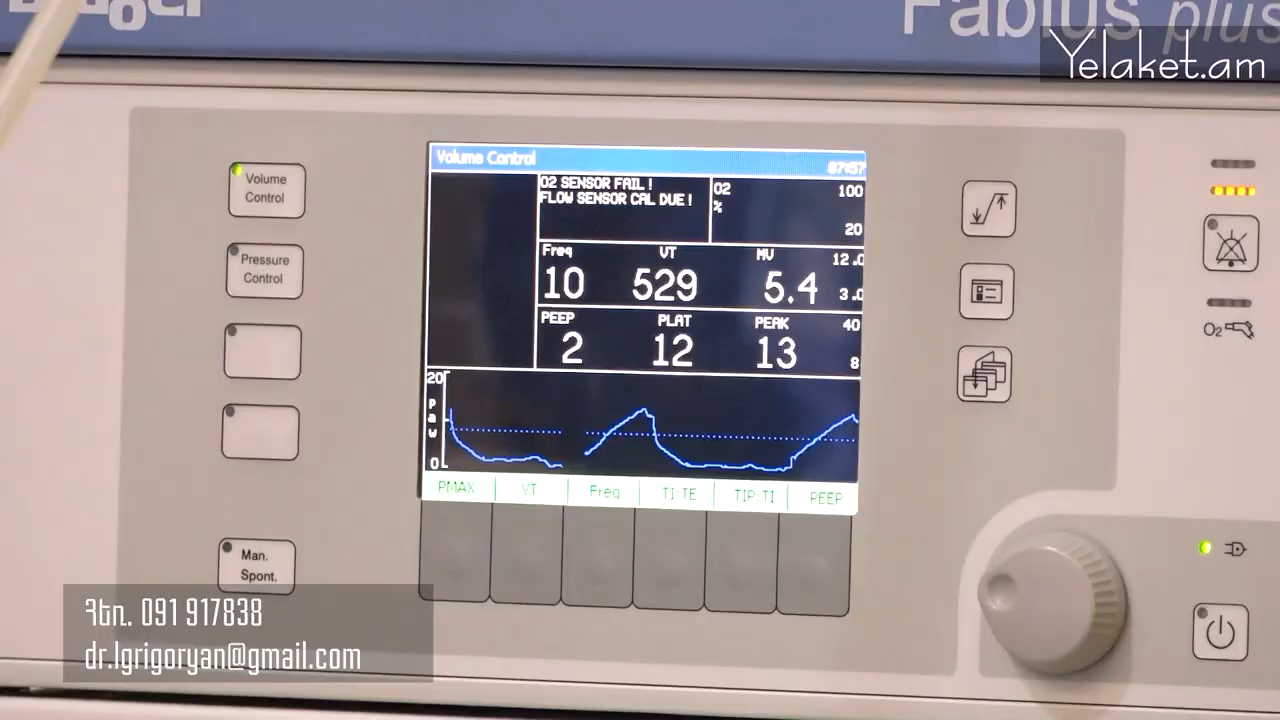 Fabius plus
Yelaket.am
Volume Control
07:57
O2 SENSOR FAIL !
FLOW SENSOR CAL DUE !
O2
%
100
20
Freq
VT
MV
12.0
10
529
5.4
3.0
PEEP
PLAT
PEAK
40
2
12
13
8
20
Paw
0
PMAX
VT
Freq
TI:TE
TIP:TI
PEEP
Volume
Control
Pressure
Control
Man.
Spont.
O2
Հեռ. 091 917838
dr.lgrigoryan@gmail.com